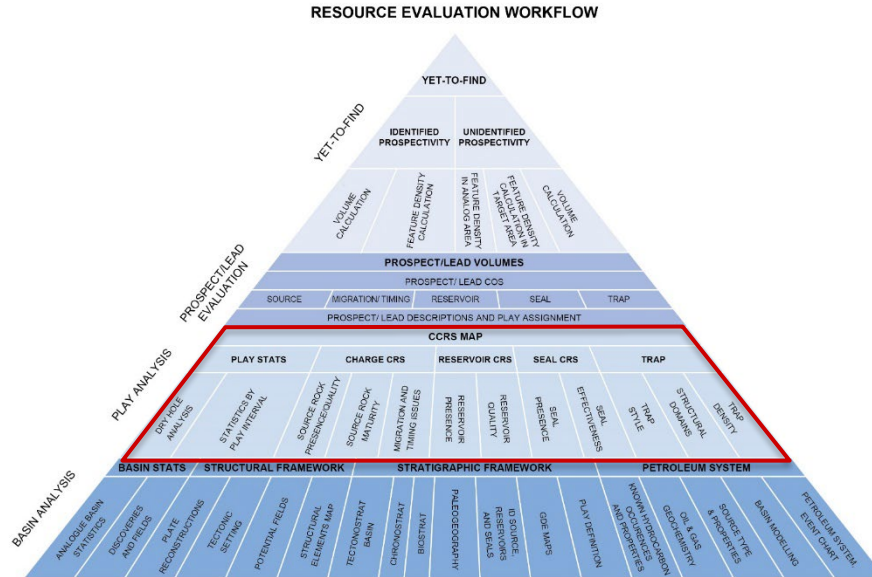 RESOURCE EVALUATION WORKFLOW
YET-TO-FIND
YET-TO-FIND
IDENTIFIED
PROSPECTIVITY
UNIDENTIFIED
PROSPECTIVITY
VOLUME
CALCULATION
FEATURE DENSITY
CALCULATION
FEATURE DENSITY
IN ANALOG AREA
FEATURE DENSITY
CALCULATION IN
TARGET AREA
VOLUME
CALCULATION
PROSPECT/LEAD
EVALUATION
PROSPECT/LEAD VOLUMES
PROSPECT/ LEAD COS
SOURCE
MIGRATION/ TIMING
RESERVOIR
SEAL
TRAP
PROSPECT/ LEAD DESCRIPTIONS AND PLAY ASSIGNMENT
PLAY ANALYSIS
CCRS MAP
PLAY STATS
CHARGE CRS
RESERVOIR CRS
SEAL CRS
TRAP
DRY HOLE
ANALYSIS
STATISTICS BY
PLAY INTERVAL
SOURCE ROCK
PRESENCE/QUALITY
SOURCE ROCK
MATURITY
MIGRATION AND
TIMING ISSUES
RESERVOIR
PRESENCE
RESERVOIR
QUALITY
SEAL
PRESENCE
SEAL
EFFECTIVENESS
TRAP
STYLE
STRUCTURAL
DOMAINS
TRAP
DENSITY
BASIN ANALYSIS
BASIN STATS
STRUCTURAL FRAMEWORK
STRATIGRAPHIC FRAMEWORK
PETROLEUM SYSTEM
ANALOGUE BASIN
STATISTICS
DISCOVERIES
AND FIELDS
PLATE
RECONSTRUCTIONS
TECTONIC
SETTING
POTENTIAL FIELDS
STRUCTURAL
ELEMENTS MAP
TECTONOSTRAT
BASIN
CHRONOSTRAT
BIOSTRAT
PALEOGEOGRAPHY
ID SOURCE,
RESERVOIRS
AND SEALS
GDE MAPS
PLAY DEFINITION
KNOWN HYDROCARBON
OCCURENCES
AND PROPERTIES
OIL & GAS
GEOCHEMISTRY
SOURCE TYPE
& PROPERTIES
BASIN MODELLING
PETROLEUM SYSTEM
EVENT CHART